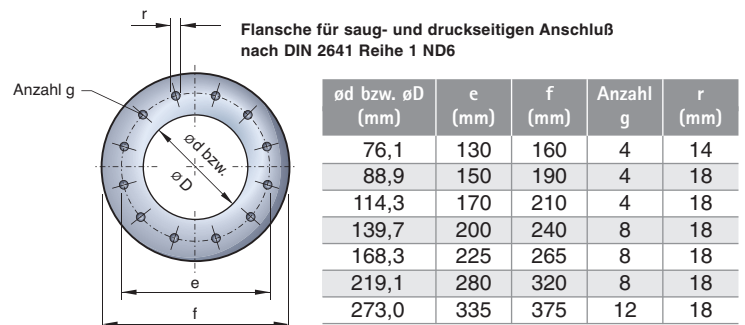 Flansche für saug- und druckseitigen Anschluß
nach DIN 2641 Reihe 1 ND6
r
Anzahl g
ød bzw.
øD
e
f
ød bzw. øD (mm) e (mm) f (mm) Anzahl g r (mm)
76,1 130 160 4 14
88,9 150 190 4 18
114,3 170 210 4 18
139,7 200 240 8 18
168,3 225 265 8 18
219,1 280 320 8 18
273,0 335 375 12 18